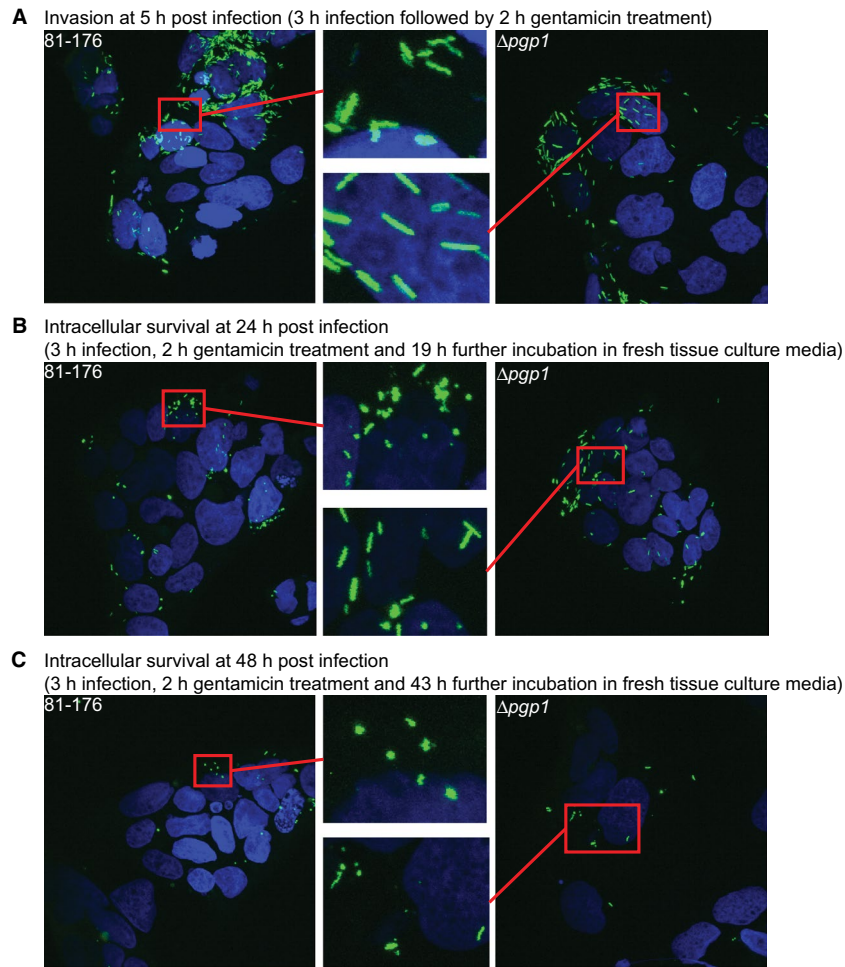 A Invasion at 5 h post infection (3 h infection followed by 2 h gentamicin treatment)
81-176
Δpgp1
B Intracellular survival at 24 h post infection
(3 h infection, 2 h gentamicin treatment and 19 h further incubation in fresh tissue culture media)
81-176
Δpgp1
C Intracellular survival at 48 h post infection
(3 h infection, 2 h gentamicin treatment and 43 h further incubation in fresh tissue culture media)
81-176
Δpgp1